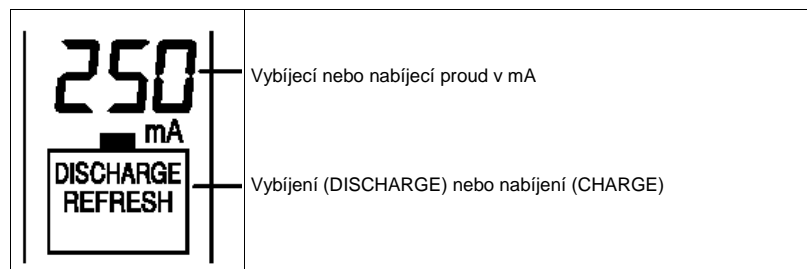 250
mA
Vybíjecí nebo nabíjecí proud v mA
DISCHARGE
REFRESH
Vybíjení (DISCHARGE) nebo nabíjení (CHARGE)